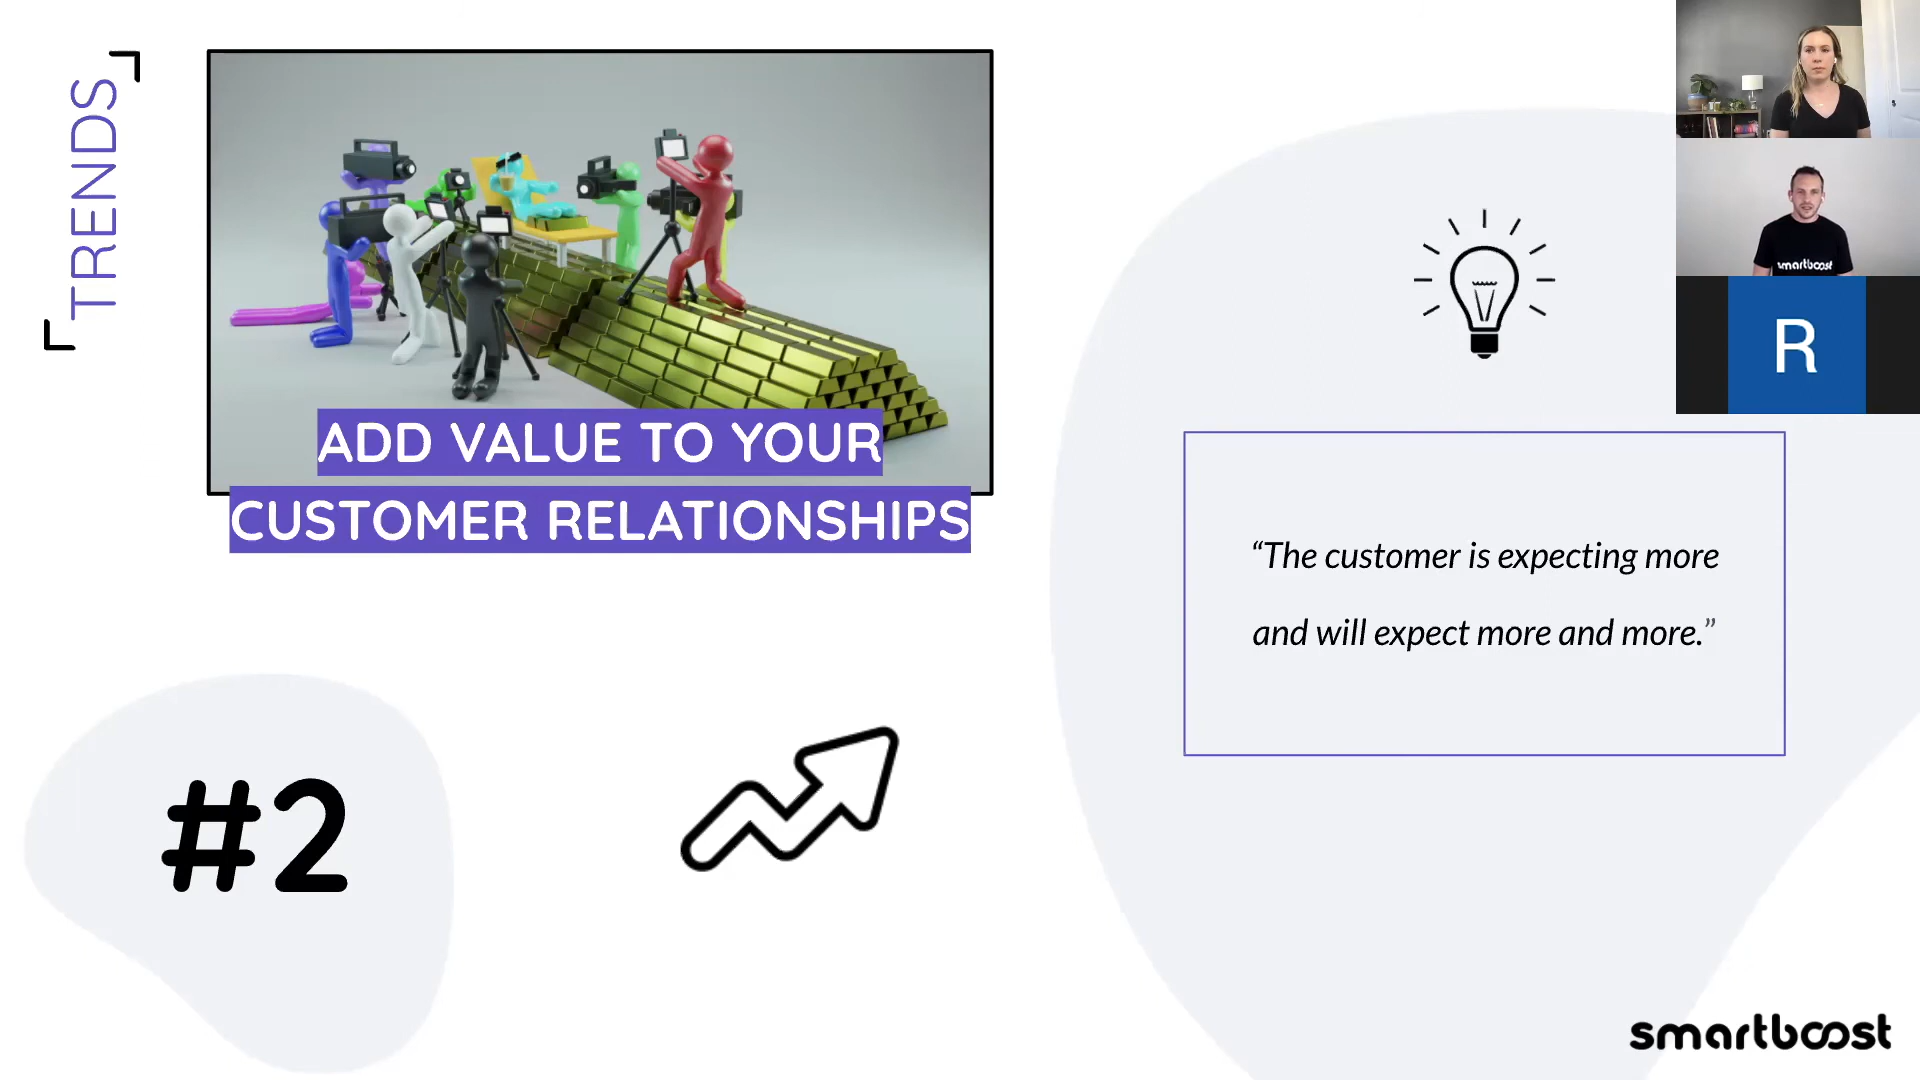 TRENDS
ADD VALUE TO YOUR
CUSTOMER RELATIONSHIPS
#2
“The customer is expecting more
and will expect more and more.”
smartboost
R
smartboost